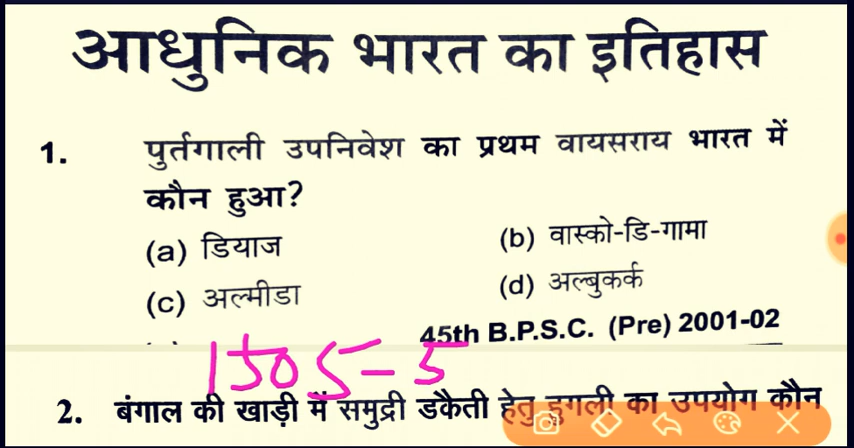 आधुनिक भारत का इतिहास
1. पुर्तगाली उपनिवेश का प्रथम वायसराय भारत में
कौन हुआ?
(a) डियाज (b) वास्को-डि-गामा
(c) अल्मीडा (d) अल्बुकर्क
45th B.P.S.C. (Pre) 2001-02
1505-5
2. बंगाल की खाड़ी में समुद्री डकैती हेतु हुगली का उपयोग कौन